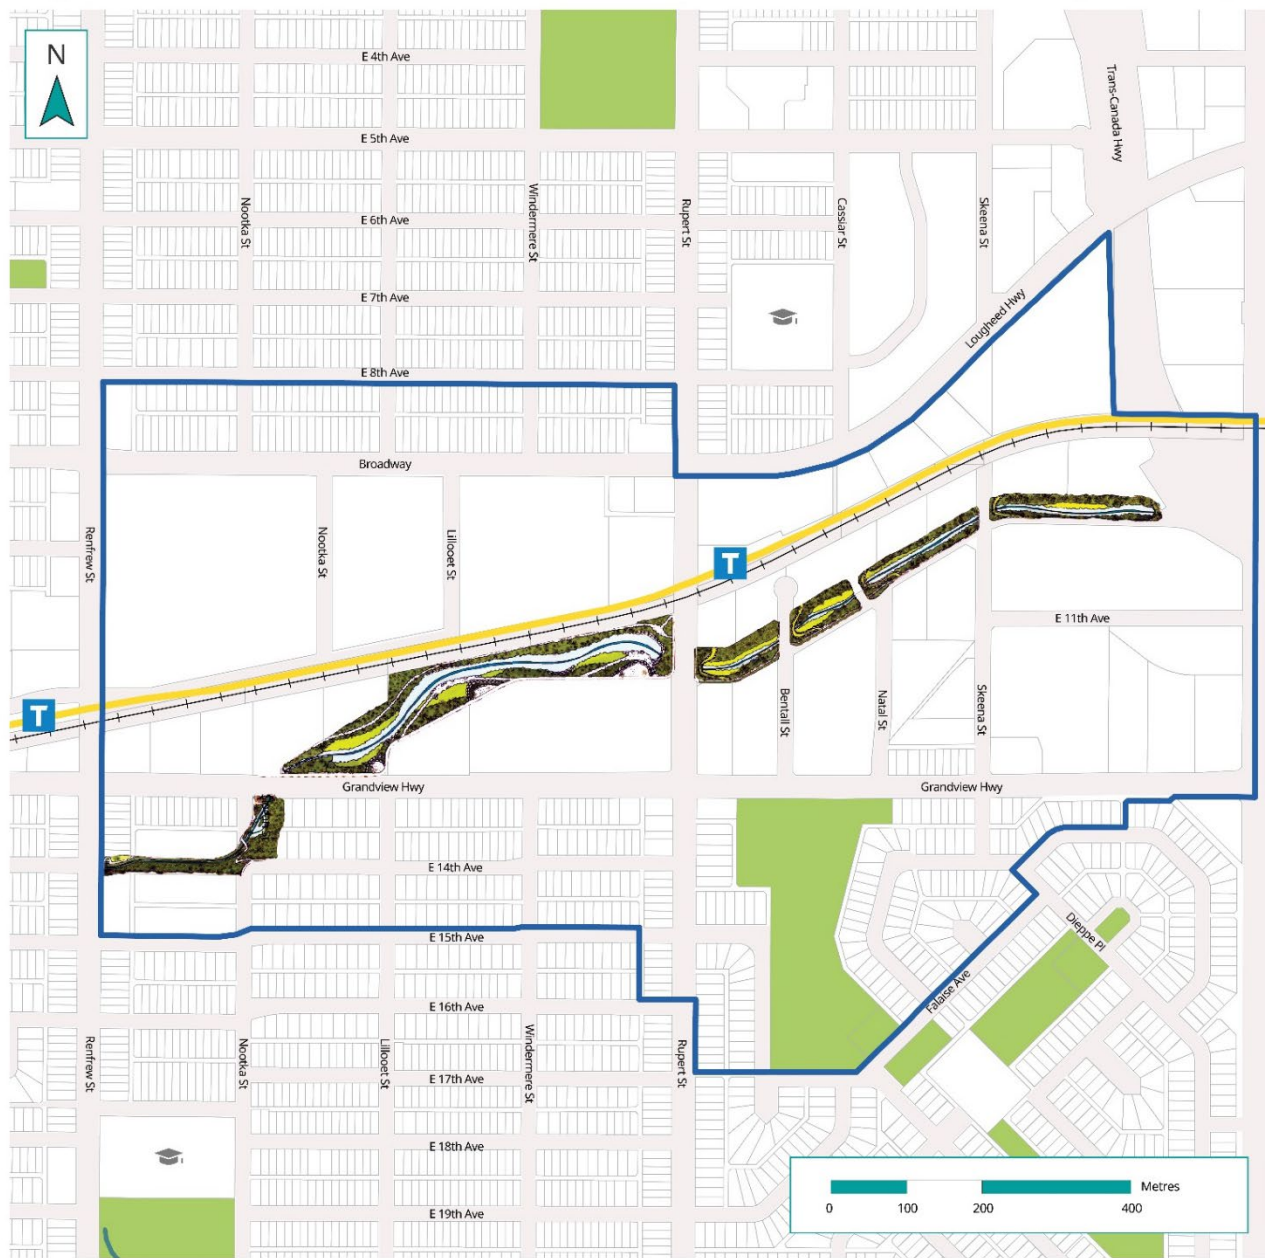 N
E 4th Ave
Trans-Canada Hwy
E 5th Ave
Nootka St
Windermere St
Rupert St
Cassiar St
Skeena St
E 6th Ave
E 7th Ave
Lougheed Hwy
E 8th Ave
Broadway
Renfrew St
Nootka St
Lillooet St
T
E 11th Ave
T
Bentall St
Natal St
Skeena St
Grandview Hwy
Grandview Hwy
E 14th Ave
E 15th Ave
Dieppe Pl
Falaise Ave
E 16th Ave
Renfrew St
Nootka St
Lillooet St
Windermere St
Rupert St
E 17th Ave
E 18th Ave
E 19th Ave
Metres
0 100 200 400